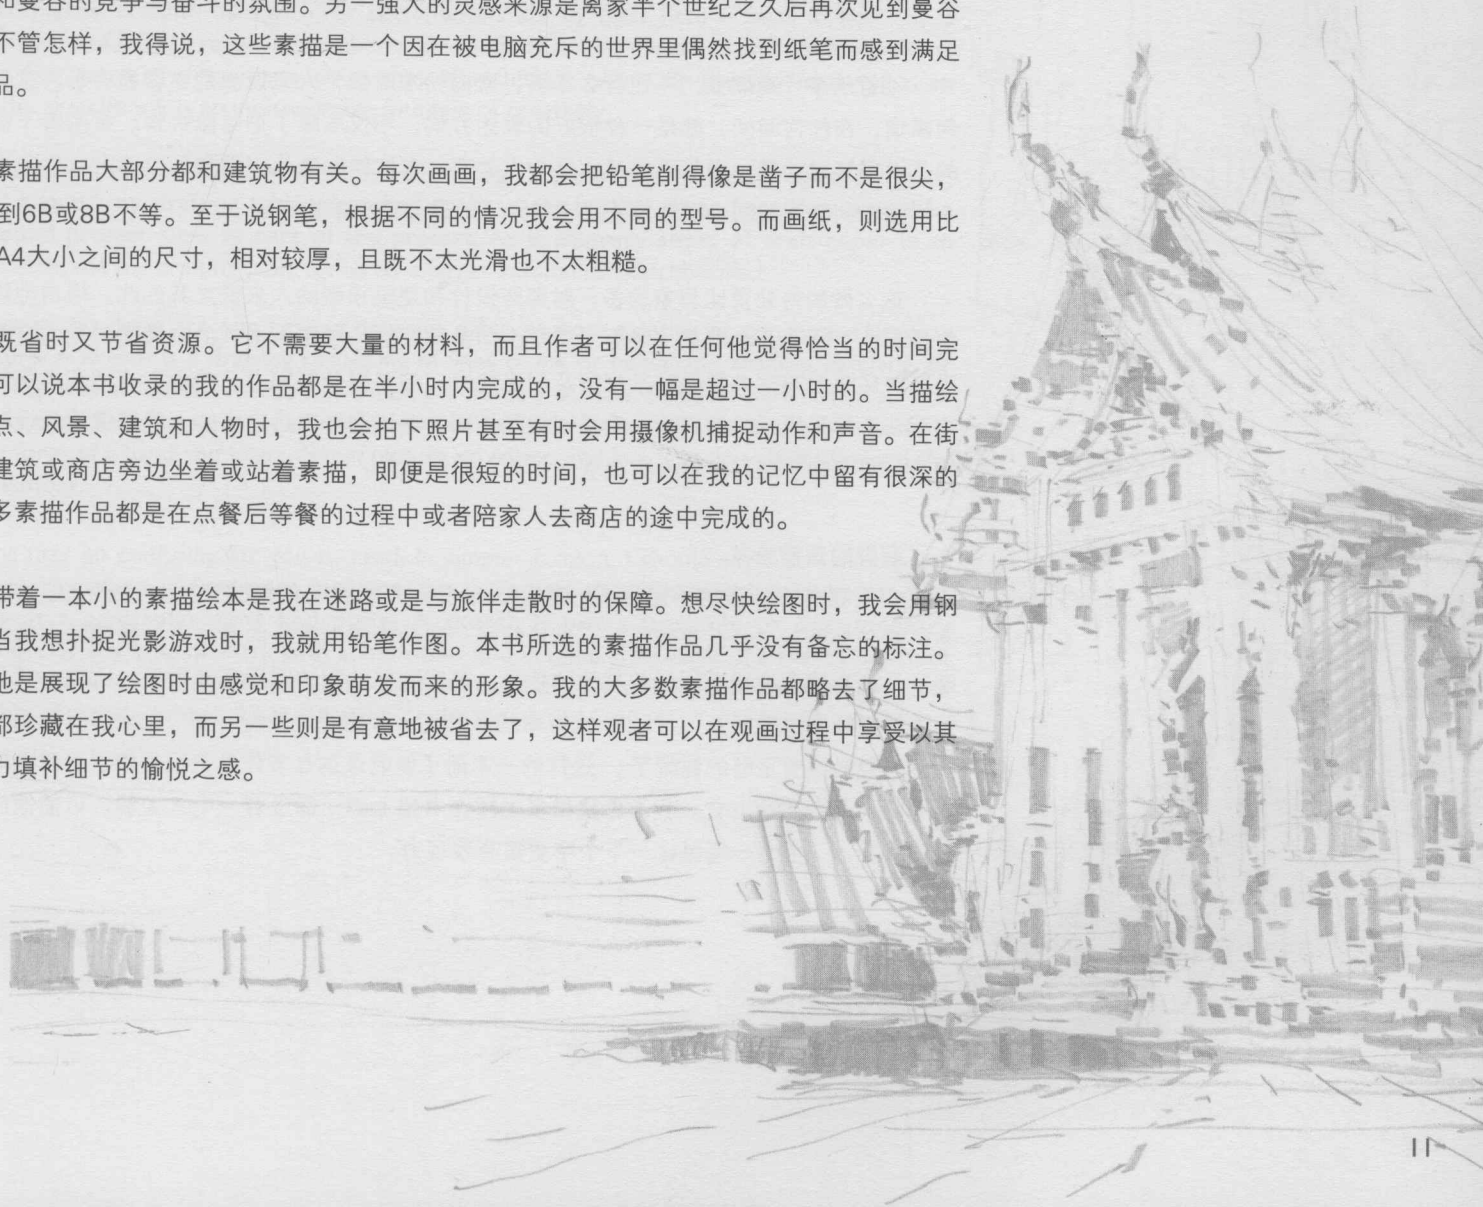 和曼谷的竞争与奋斗的氛围。另一强大的灵感来源是离家半个世纪之久后再次见到曼谷
不管怎样，我得说，这些素描是一个因在被电脑充斥的世界里偶然找到纸笔而感到满足
品。
素描作品大部分都和建筑物有关。每次画画，我都会把铅笔削得像是凿子而不是很尖，
到6B或8B不等。至于说钢笔，根据不同的情况我会用不同的型号。而画纸，则选用比
A4大小之间的尺寸，相对较厚，且既不太光滑也不太粗糙。
既省时又节省资源。它不需要大量的材料，而且作者可以在任何他觉得恰当的时间完
可以说本书收录的我的作品都是在半小时内完成的，没有一幅是超过一小时的。当描绘
点、风景、建筑和人物时，我也会拍下照片甚至有时会用摄像机捕捉动作和声音。在街
建筑或商店旁边坐着或站着素描，即便是很短的时间，也可以在我的记忆中留有很深的
多素描作品都是在点餐后等餐的过程中或者陪家人去商店的途中完成的。
带着一本小的素描绘本是我在迷路或是与旅伴走散时的保障。想尽快绘图时，我会用钢
当我想扑捉光影游戏时，我就用铅笔作图。本书所选的素描作品几乎没有备忘的标注。
地是展现了绘图时由感觉和印象萌发而来的形象。我的大多数素描作品都略去了细节，
都珍藏在我心里，而另一些则是有意地被省去了，这样观者可以在观画过程中享受以其
力填补细节的愉悦之感。
11